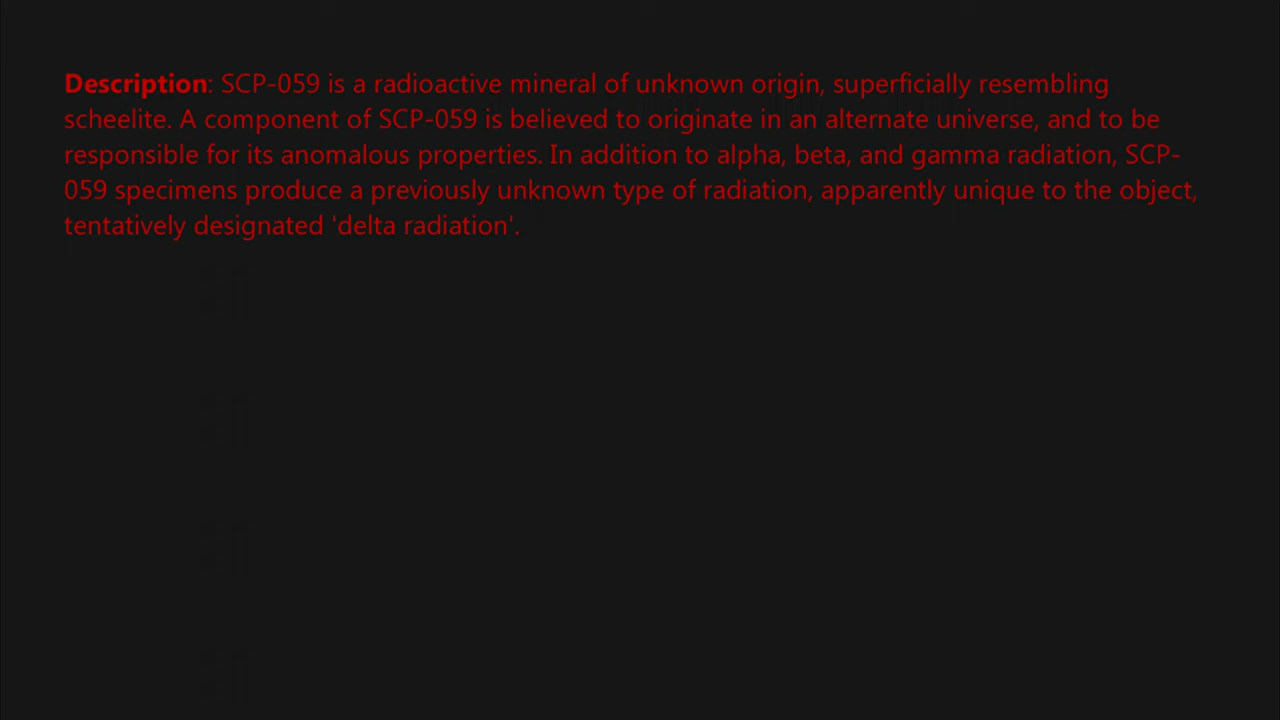 Description: SCP-059 is a radioactive mineral of unknown origin, superficially resembling
scheelite. A component of SCP-059 is believed to originate in an alternate universe, and to be
responsible for its anomalous properties. In addition to alpha, beta, and gamma radiation, SCP-
059 specimens produce a previously unknown type of radiation, apparently unique to the object,
tentatively designated 'delta radiation'.